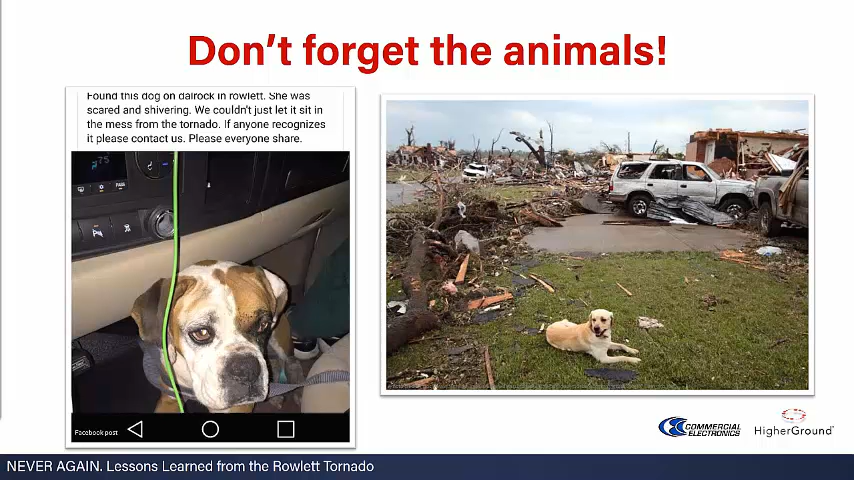 Don't forget the animals!
Found this dog on dalrock in rowlett. She was
scared and shivering. We couldn't just let it sit in
the mess from the tornado. If anyone recognizes
it please contact us. Please everyone share.
75
Facebook post
COMMERCIAL
ELECTRONICS
HigherGround
NEVER AGAIN. Lessons Learned from the Rowlett Tornado